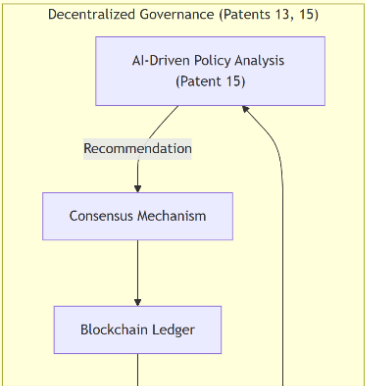 Decentralized Governance (Patents 13, 15)
AI-Driven Policy Analysis
(Patent 15)
Recommendation
Consensus Mechanism
Blockchain Ledger